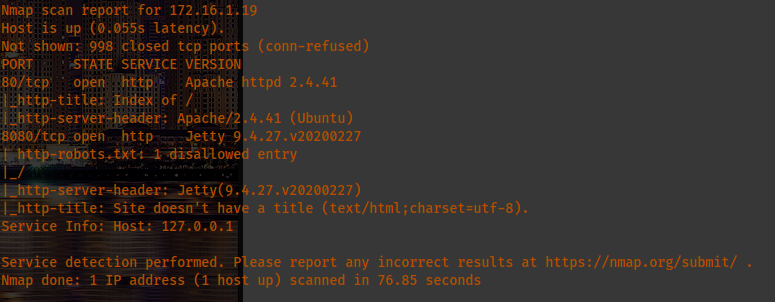 Nmap scan report for 172.16.1.19
Host is up (0.055s latency).
Not shown: 998 closed tcp ports (conn-refused)
PORT     STATE SERVICE VERSION
80/tcp   open  http    Apache httpd 2.4.41
|_http-title: Index of /
|_http-server-header: Apache/2.4.41 (Ubuntu)
8080/tcp open  http    Jetty 9.4.27.v20200227
| http-robots.txt: 1 disallowed entry
|_/
|_http-server-header: Jetty(9.4.27.v20200227)
|_http-title: Site doesn't have a title (text/html;charset=utf-8).
Service Info: Host: 127.0.0.1

Service detection performed. Please report any incorrect results at https://nmap.org/submit/ .
Nmap done: 1 IP address (1 host up) scanned in 76.85 seconds